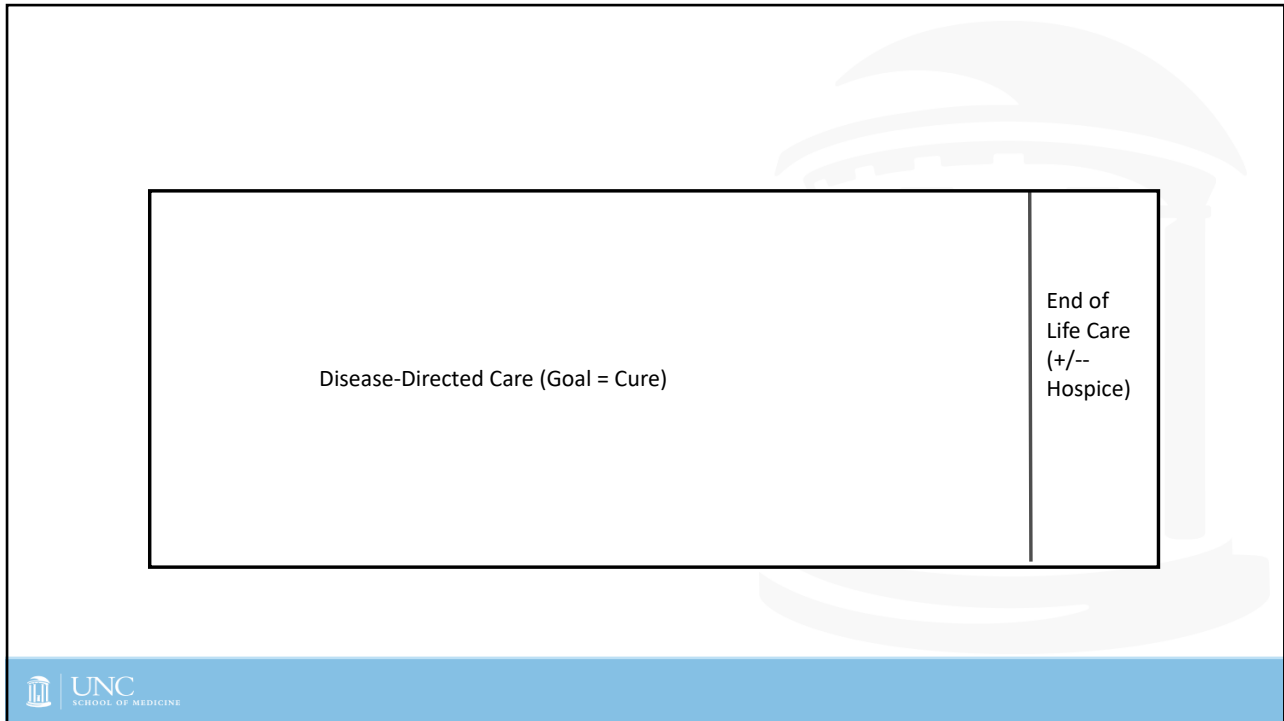 Disease-Directed Care (Goal = Cure)
End of
Life Care
(+/--
Hospice)
UNC
SCHOOL OF MEDICINE